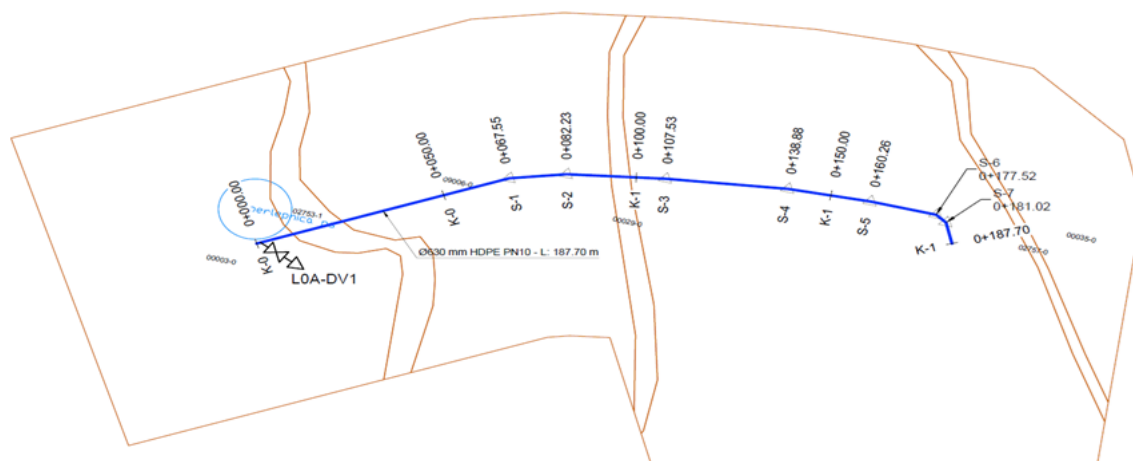 0+000.00
K-0
02753-1
00003-0
L0A-DV1
Ø630 mm HDPE PN10 - L: 187.70 m
0+050.00
09006-0
K-0
0+067.55
S-1
0+082.23
S-2
0+100.00
K-1
00029-0
0+107.53
S-3
0+138.88
S-4
0+150.00
K-1
0+160.26
S-5
S-6
0+177.52
S-7
0+181.02
K-1
0+187.70
02757-0
00035-0